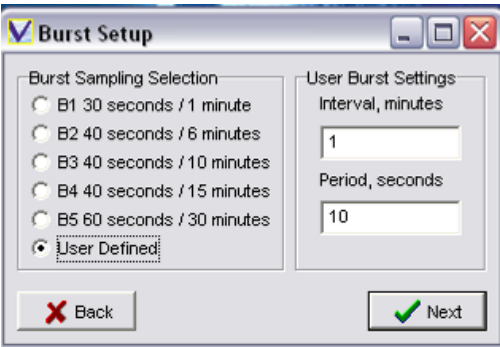 Burst Setup
Burst Sampling Selection
B1 30 seconds / 1 minute
B2 40 seconds / 6 minutes
B3 40 seconds / 10 minutes
B4 40 seconds / 15 minutes
B5 60 seconds / 30 minutes
User Defined
User Burst Settings
Interval, minutes
1
Period, seconds
10
Back
Next